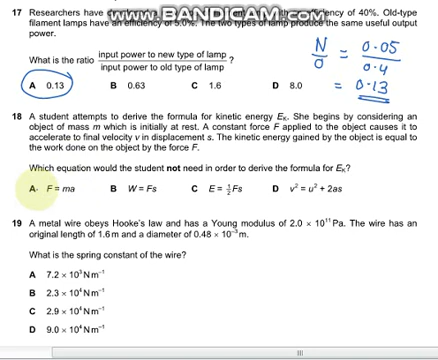 17 Researchers have WWW.BANDICAM.COM efficiency of 40%. Old-type
filament lamps have an efficiency of 5.0%. The two types of lamp produce the same useful output
power.
What is the ratio input power to new type of lamp / input power to old type of lamp ?
A 0.13 B 0.63 C 1.6 D 8.0
N/O = 0.05/0.4
= 0.13
18 A student attempts to derive the formula for kinetic energy Eₖ. She begins by considering an
object of mass m which is initially at rest. A constant force F applied to the object causes it to
accelerate to final velocity v in displacement s. The kinetic energy gained by the object is equal to
the work done on the object by the force F.
Which equation would the student not need in order to derive the formula for Eₖ?
A F = ma B W = Fs C E = ½Fs D v² = u² + 2as
19 A metal wire obeys Hooke's law and has a Young modulus of 2.0 × 10¹¹ Pa. The wire has an
original length of 1.6 m and a diameter of 0.48 × 10⁻³ m.
What is the spring constant of the wire?
A 7.2 × 10³ N m⁻¹
B 2.3 × 10⁴ N m⁻¹
C 2.9 × 10⁴ N m⁻¹
D 9.0 × 10⁴ N m⁻¹